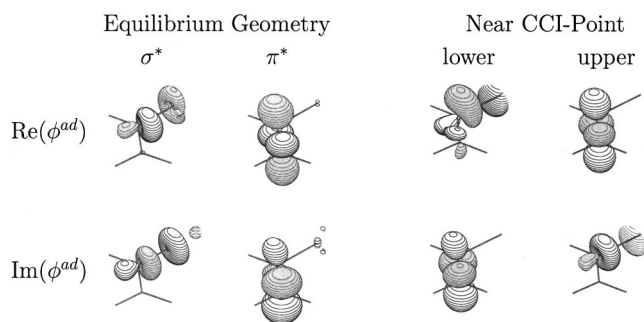 Equilibrium Geometry Near CCI-Point
σ* π* lower upper
Re(ϕ^{ad})
Im(ϕ^{ad})